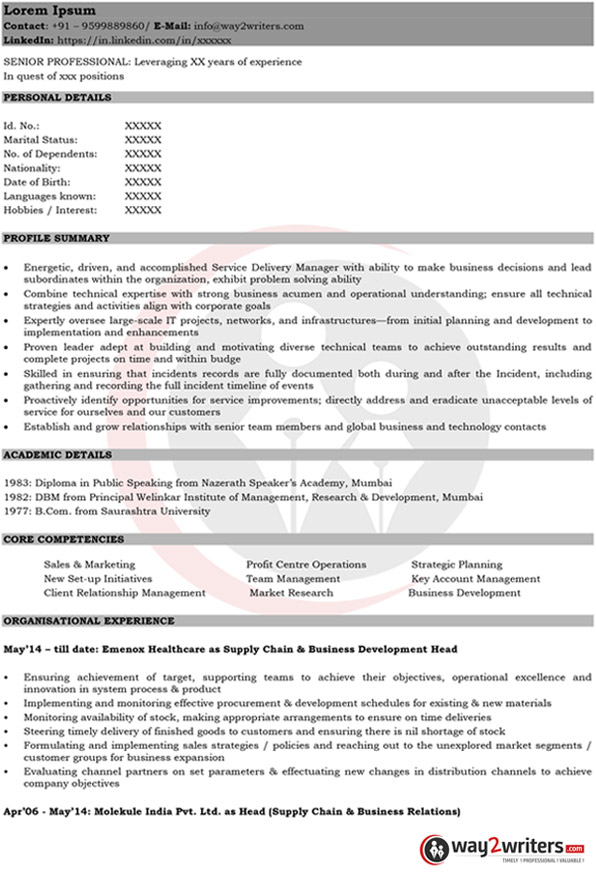 Lorem Ipsum
Contact: +91 – 9599889860/ E-Mail: info@way2writers.com
LinkedIn: https://in.linkedin.com/in/xxxxxx
SENIOR PROFESSIONAL: Leveraging XX years of experience
In quest of xxx positions
PERSONAL DETAILS
Id. No.: XXXXX
Marital Status: XXXXX
No. of Dependents: XXXXX
Nationality: XXXXX
Date of Birth: XXXXX
Languages known: XXXXX
Hobbies / Interest: XXXXX
PROFILE SUMMARY
• Energetic, driven, and accomplished Service Delivery Manager with ability to make business decisions and lead
subordinates within the organization, exhibit problem solving ability
• Combine technical expertise with strong business acumen and operational understanding; ensure all technical
strategies and activities align with corporate goals
• Expertly oversee large-scale IT projects, networks, and infrastructures—from initial planning and development to
implementation and enhancements
• Proven leader adept at building and motivating diverse technical teams to achieve outstanding results and
complete projects on time and within budge
• Skilled in ensuring that incidents records are fully documented both during and after the Incident, including
gathering and recording the full incident timeline of events
• Proactively identify opportunities for service improvements; directly address and eradicate unacceptable levels of
service for ourselves and our customers
• Establish and grow relationships with senior team members and global business and technology contacts
ACADEMIC DETAILS
1983: Diploma in Public Speaking from Nazerath Speaker's Academy, Mumbai
1982: DBM from Principal Welinkar Institute of Management, Research & Development, Mumbai
1977: B.Com. from Saurashtra University
CORE COMPETENCIES
Sales & Marketing Profit Centre Operations Strategic Planning
New Set-up Initiatives Team Management Key Account Management
Client Relationship Management Market Research Business Development
ORGANISATIONAL EXPERIENCE
May'14 – till date: Emenox Healthcare as Supply Chain & Business Development Head
• Ensuring achievement of target, supporting teams to achieve their objectives, operational excellence and
innovation in system process & product
• Implementing and monitoring effective procurement & development schedules for existing & new materials
• Monitoring availability of stock, making appropriate arrangements to ensure on time deliveries
• Steering timely delivery of finished goods to customers and ensuring there is nil shortage of stock
• Formulating and implementing sales strategies / policies and reaching out to the unexplored market segments /
customer groups for business expansion
• Evaluating channel partners on set parameters & effectuating new changes in distribution channels to achieve
company objectives
Apr'06 - May'14: Molekule India Pvt. Ltd. as Head (Supply Chain & Business Relations)
way2writers.com
TIMELY | PROFESSIONAL | VALUABLE |